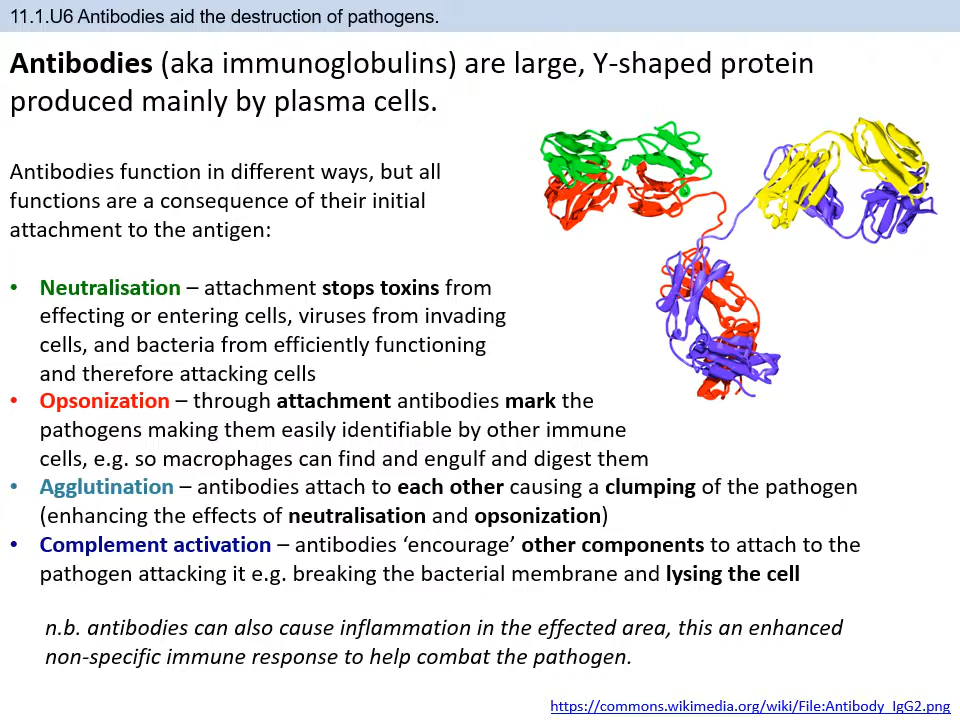 11.1.U6 Antibodies aid the destruction of pathogens.
Antibodies (aka immunoglobulins) are large, Y-shaped protein
produced mainly by plasma cells.
Antibodies function in different ways, but all
functions are a consequence of their initial
attachment to the antigen:
• Neutralisation – attachment stops toxins from
effecting or entering cells, viruses from invading
cells, and bacteria from efficiently functioning
and therefore attacking cells
• Opsonization – through attachment antibodies mark the
pathogens making them easily identifiable by other immune
cells, e.g. so macrophages can find and engulf and digest them
• Agglutination – antibodies attach to each other causing a clumping of the pathogen
(enhancing the effects of neutralisation and opsonization)
• Complement activation – antibodies ‘encourage’ other components to attach to the
pathogen attacking it e.g. breaking the bacterial membrane and lysing the cell
n.b. antibodies can also cause inflammation in the effected area, this an enhanced
non-specific immune response to help combat the pathogen.
https://commons.wikimedia.org/wiki/File:Antibody_IgG2.png